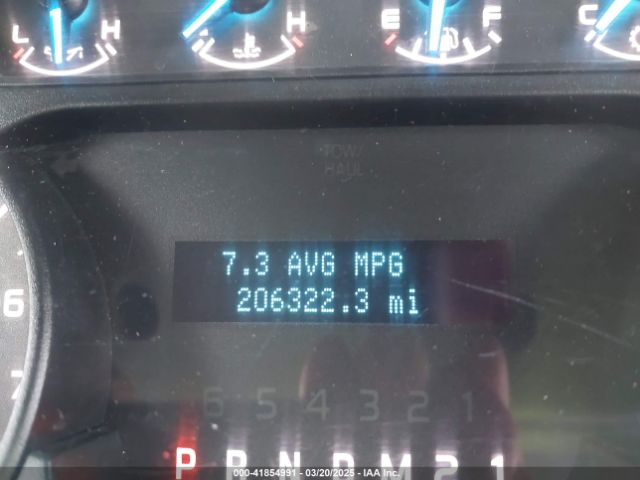 L H H E F C
TOW/
HAUL
7.3 AVG MPG
206322.3 mi
6
7
6 5 4 3 2 1
P R N D M 2 1
000-41854991 - 03/20/2025 - IAA Inc.